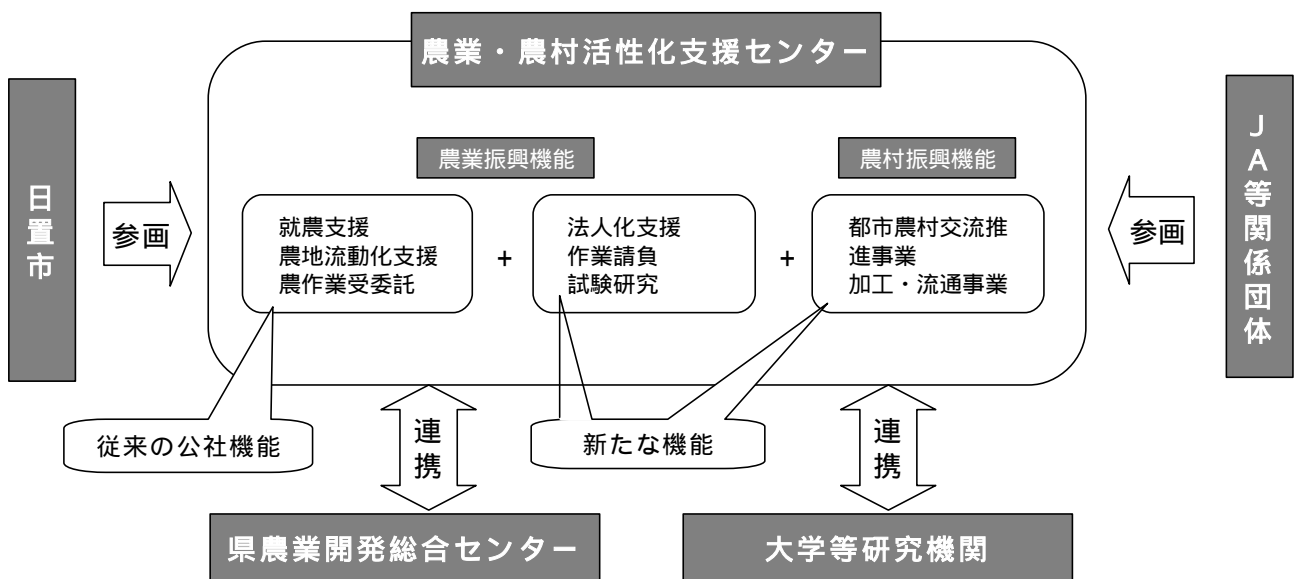 農業・農村活性化支援センター
日置市
参画
農業振興機能
農村振興機能
就農支援
農地流動化支援
農作業受委託
+
法人化支援
作業請負
試験研究
+
都市農村交流推
進事業
加工・流通事業
参画
JA等関係団体
従来の公社機能
連携
新たな機能
連携
県農業開発総合センター
大学等研究機関